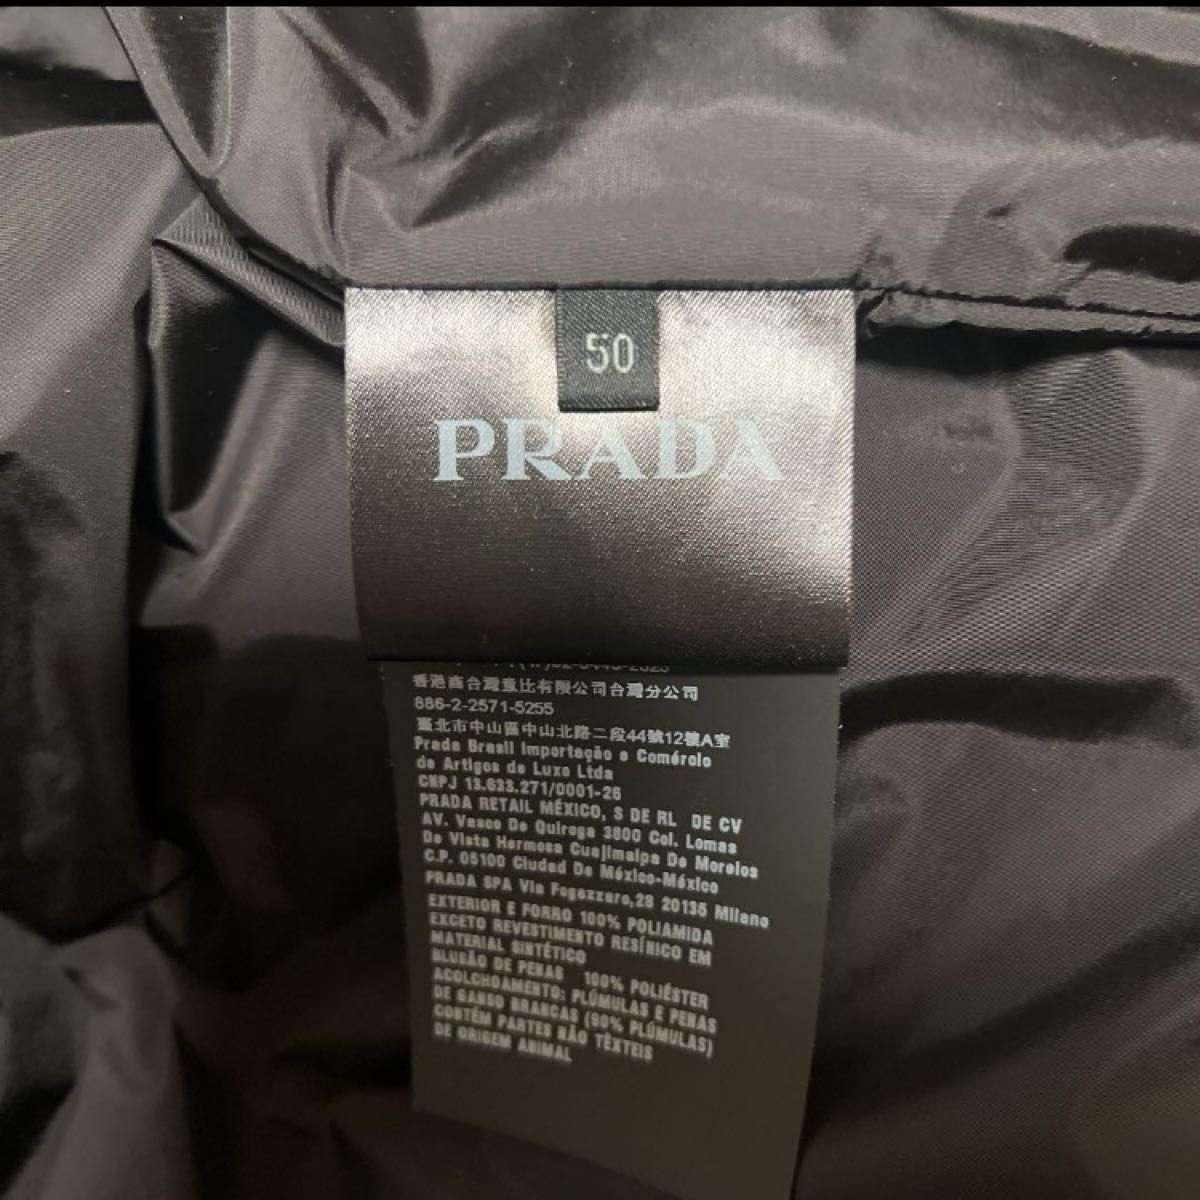 50
PRADA
香港商台灣普比有限公司台灣分公司
886-2-2571-5255
臺北市中山區中山北路二段44號12樓A室
Prada Brasil Importação e Comércio
de Artigos de Luxo Ltda
CNPJ 13.633.271/0001-26
PRADA RETAIL MÉXICO, S DE RL DE CV
AV. Vasco De Quiroga 3800 Col. Lomas
De Vista Hermosa Cuajimalpa De Morelos
C.P. 05100 Ciudad De México-México
PRADA SPA Via Fogazzaro,28 20135 Milano
EXTERIOR E FORRO 100% POLIAMIDA
EXCETO REVESTIMENTO RESÍNICO EM
MATERIAL SINTÉTICO
BLUSÃO DE PENAS 100% POLIÉSTER
ACOLCHOAMENTO: PLÚMULAS E PENAS
DE GANSO BRANCAS (90% PLÚMULAS)
CONTÉM PARTES NÃO TÊXTEIS
DE ORIGEM ANIMAL